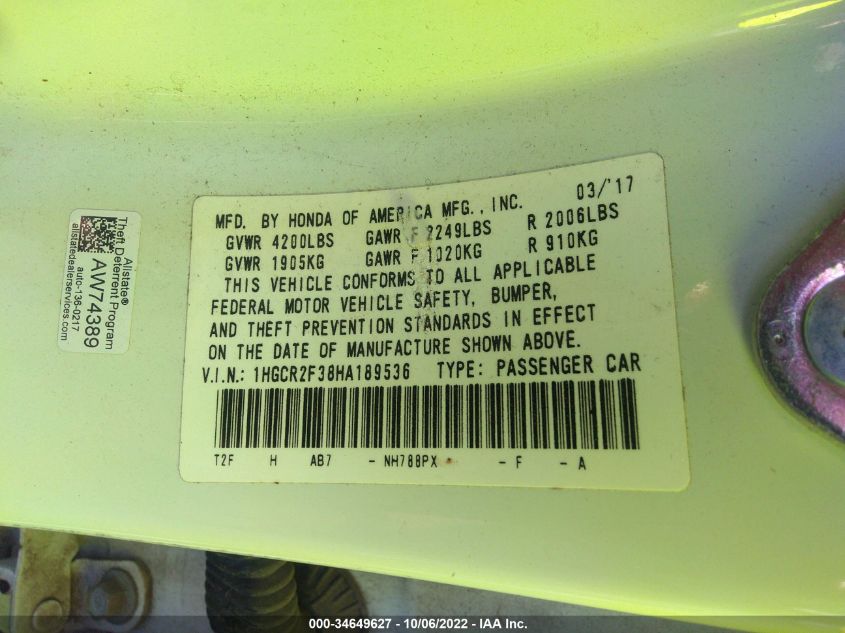 MFD. BY HONDA OF AMERICA MFG., INC. 03/'17
GVWR 4200LBS GAWR F 2249LBS R 2006LBS
GVWR 1905KG GAWR F 1020KG R 910KG
THIS VEHICLE CONFORMS TO ALL APPLICABLE
FEDERAL MOTOR VEHICLE SAFETY, BUMPER,
AND THEFT PREVENTION STANDARDS IN EFFECT
ON THE DATE OF MANUFACTURE SHOWN ABOVE.
V.I.N.: 1HGCR2F38HA189536 TYPE: PASSENGER CAR
T2F H AB7 - NH788PX - F - A
Allstate®
Theft Deterrent Program
AW74389
auto-136-0217
allstatedealerservices.com
000-34649627 - 10/06/2022 - IAA Inc.